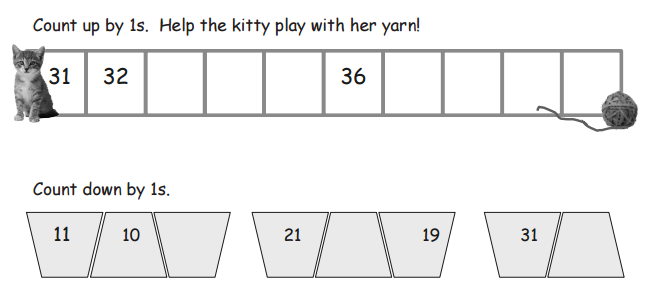 Count up by 1s. Help the kitty play with her yarn!
31 32 36
Count down by 1s.
11 10 21 19 31